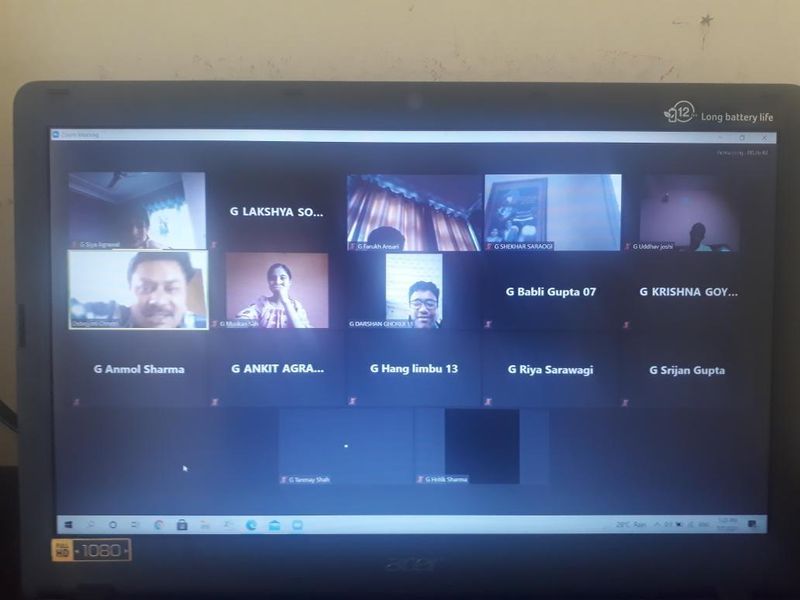 12
Long battery life
Zoom Meeting
G Siya Agrawal
G LAKSHYA SO...
G Farukh Ansari
G SHEKHAR SARAOGI
G Uddhav joshi
G Muskan Sah
G DARSHAN GHORUI 11
G Babli Gupta 07
G KRISHNA GOY...
G Anmol Sharma
G ANKIT AGRA...
G Hang limbu 13
G Riya Sarawagi
G Srijan Gupta
G Tanmay Shah
G Hritik Sharma
28°C Rain
ENG
FULL HD 1080
acer